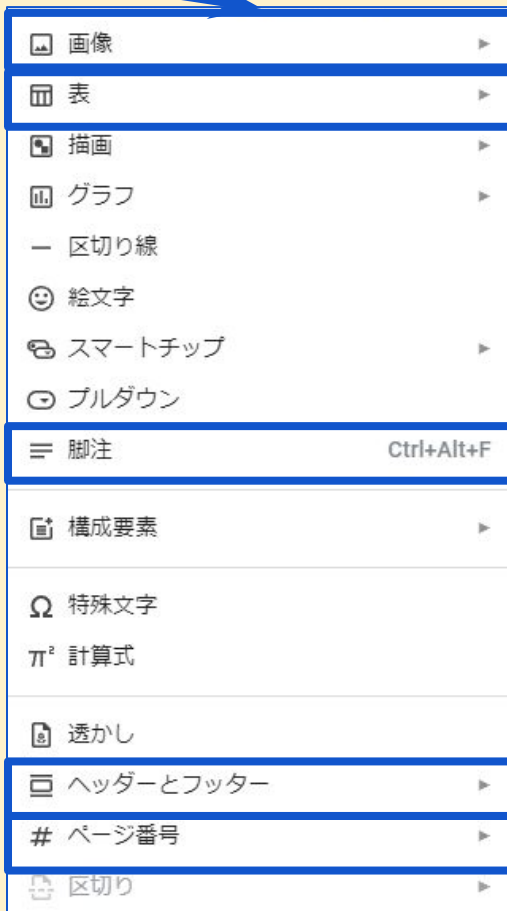 画像
表
描画
グラフ
区切り線
絵文字
スマートチップ
プルダウン
脚注 Ctrl+Alt+F
構成要素
Ω 特殊文字
π² 計算式
透かし
ヘッダーとフッター
# ページ番号
区切り